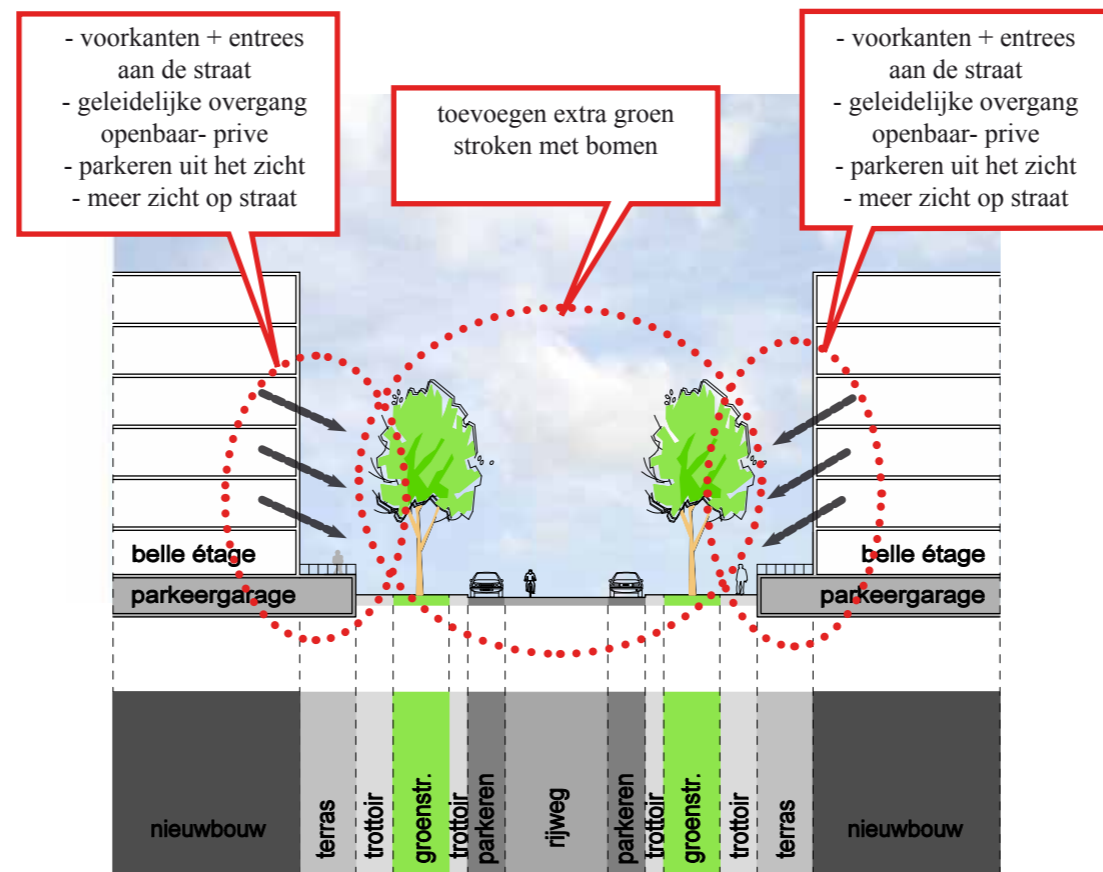 - voorkanten + entrees
aan de straat
- geleidelijke overgang
openbaar- prive
- parkeren uit het zicht
- meer zicht op straat
toevoegen extra groen
stroken met bomen
- voorkanten + entrees
aan de straat
- geleidelijke overgang
openbaar- prive
- parkeren uit het zicht
- meer zicht op straat
belle étage
parkeergarage
belle étage
parkeergarage
nieuwbouw
terras
trottoir
groenstr.
trottoir
parkeren
rijweg
parkeren
trottoir
groenstr.
trottoir
terras
nieuwbouw